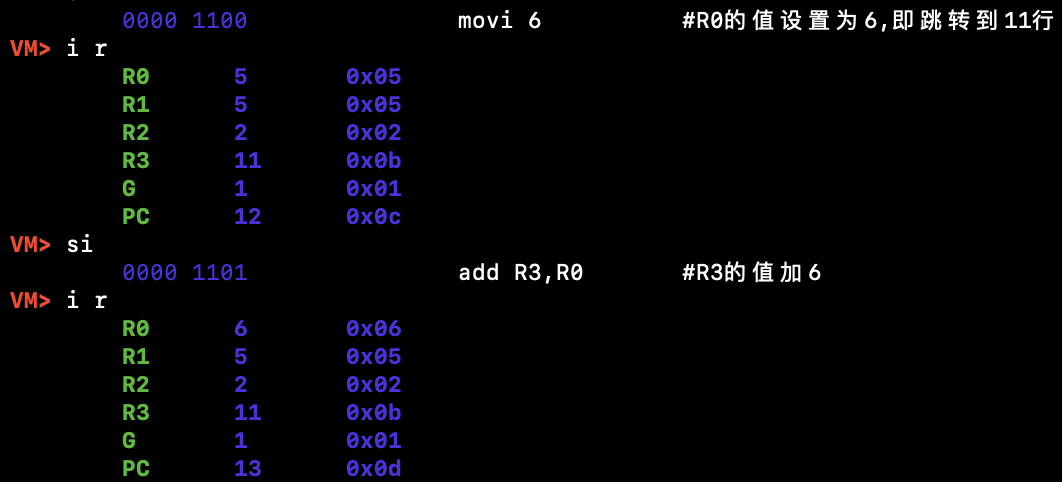 0000 1100 movi 6 #R0的值设置为6,即跳转到11行
VM> i r
R0 5 0x05
R1 5 0x05
R2 2 0x02
R3 11 0x0b
G 1 0x01
PC 12 0x0c
VM> si
0000 1101 add R3,R0 #R3的值加6
VM> i r
R0 6 0x06
R1 5 0x05
R2 2 0x02
R3 11 0x0b
G 1 0x01
PC 13 0x0d